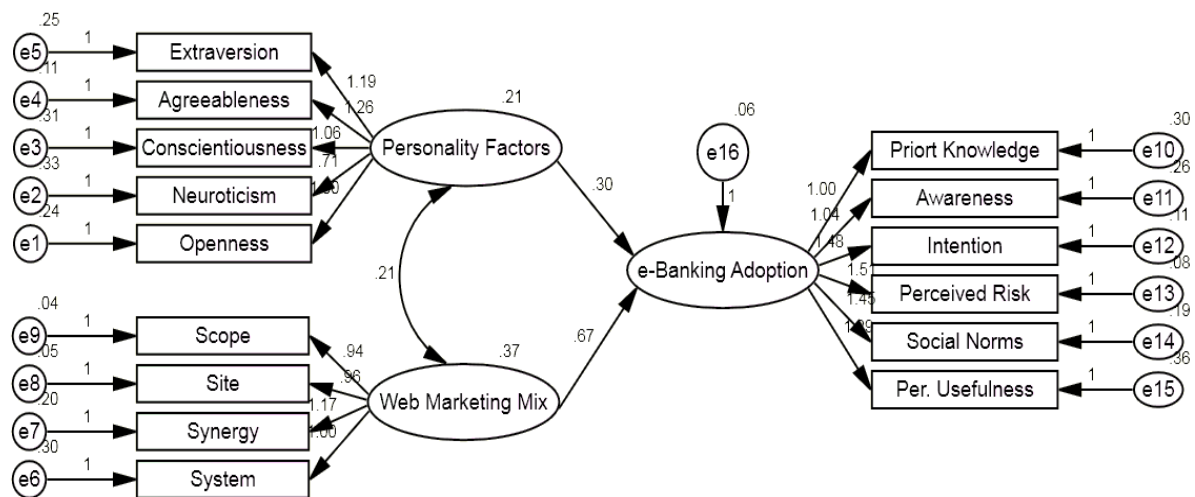 .25
e5
1
Extraversion
.11
e4
1
Agreeableness
.31
e3
1
Conscientiousness
.33
e2
1
Neuroticism
.24
e1
1
Openness
1.19
1.26
1.06
.71
1.00
.21
Personality Factors
.21
.04
e9
1
Scope
.05
e8
1
Site
.20
e7
1
Synergy
.30
e6
1
System
.94
.96
1.17
1.00
.37
Web Marketing Mix
.30
.67
.06
e16
1
e-Banking Adoption
1.00
1.04
1.48
1.51
1.45
Priort Knowledge
1
.30
e10
Awareness
1
.26
e11
Intention
1
.11
e12
Perceived Risk
1
.08
e13
Social Norms
1
.19
e14
Per. Usefulness
1
.36
e15